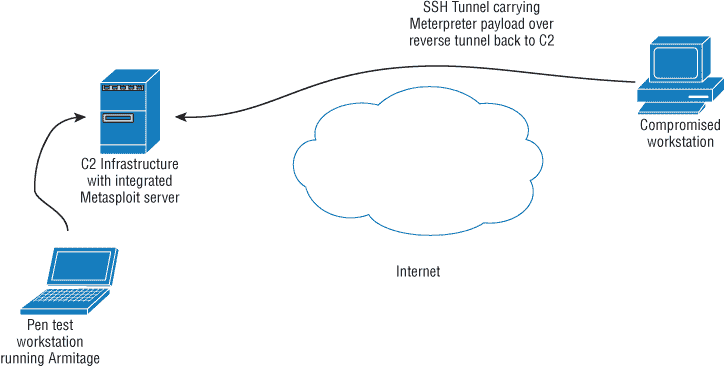 SSH Tunnel carrying
Meterpreter payload over
reverse tunnel back to C2
Compromised
workstation
C2 Infrastructure
with integrated
Metasploit server
Internet
Pen test
workstation
running Armitage